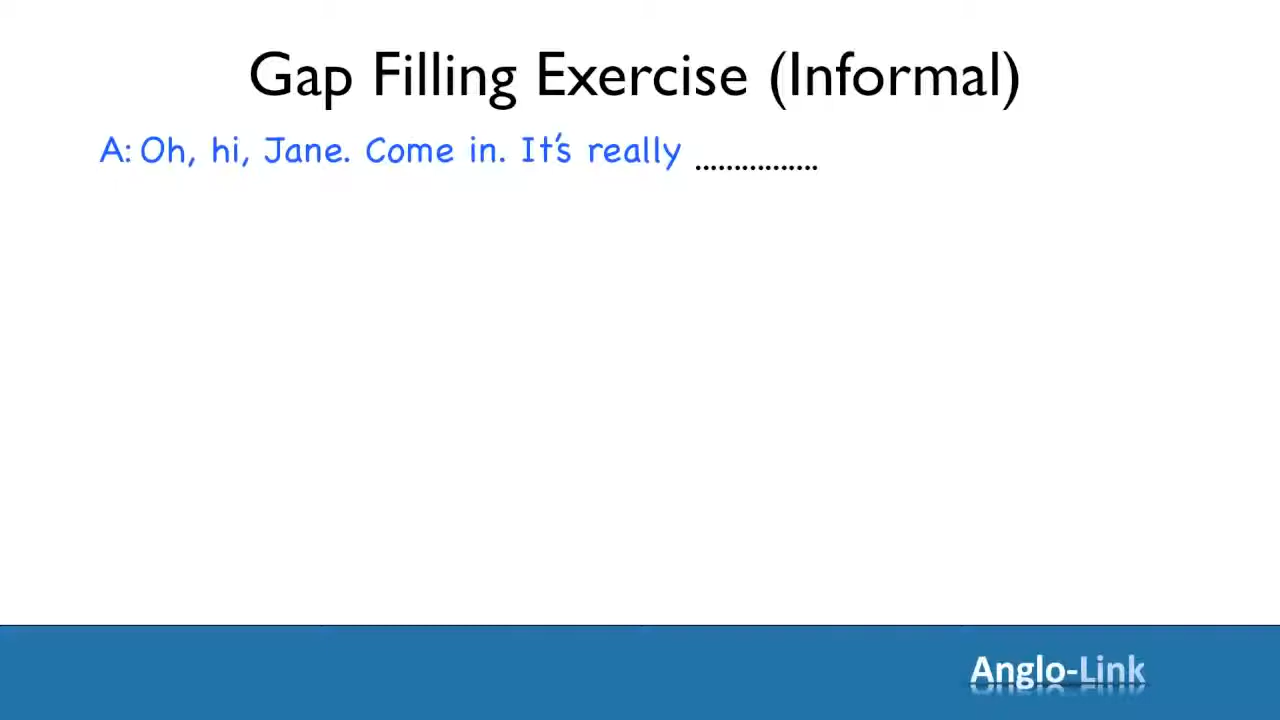 Gap Filling Exercise (Informal)
A: Oh, hi, Jane. Come in. It's really ................
Anglo-Link